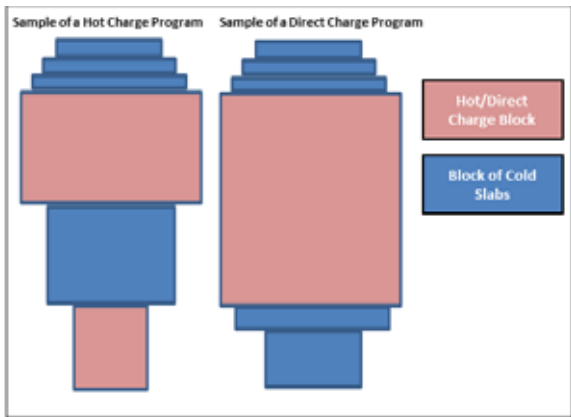 Sample of a Hot Charge Program
Sample of a Direct Charge Program
Hot/Direct
Charge Block
Block of Cold
Slabs